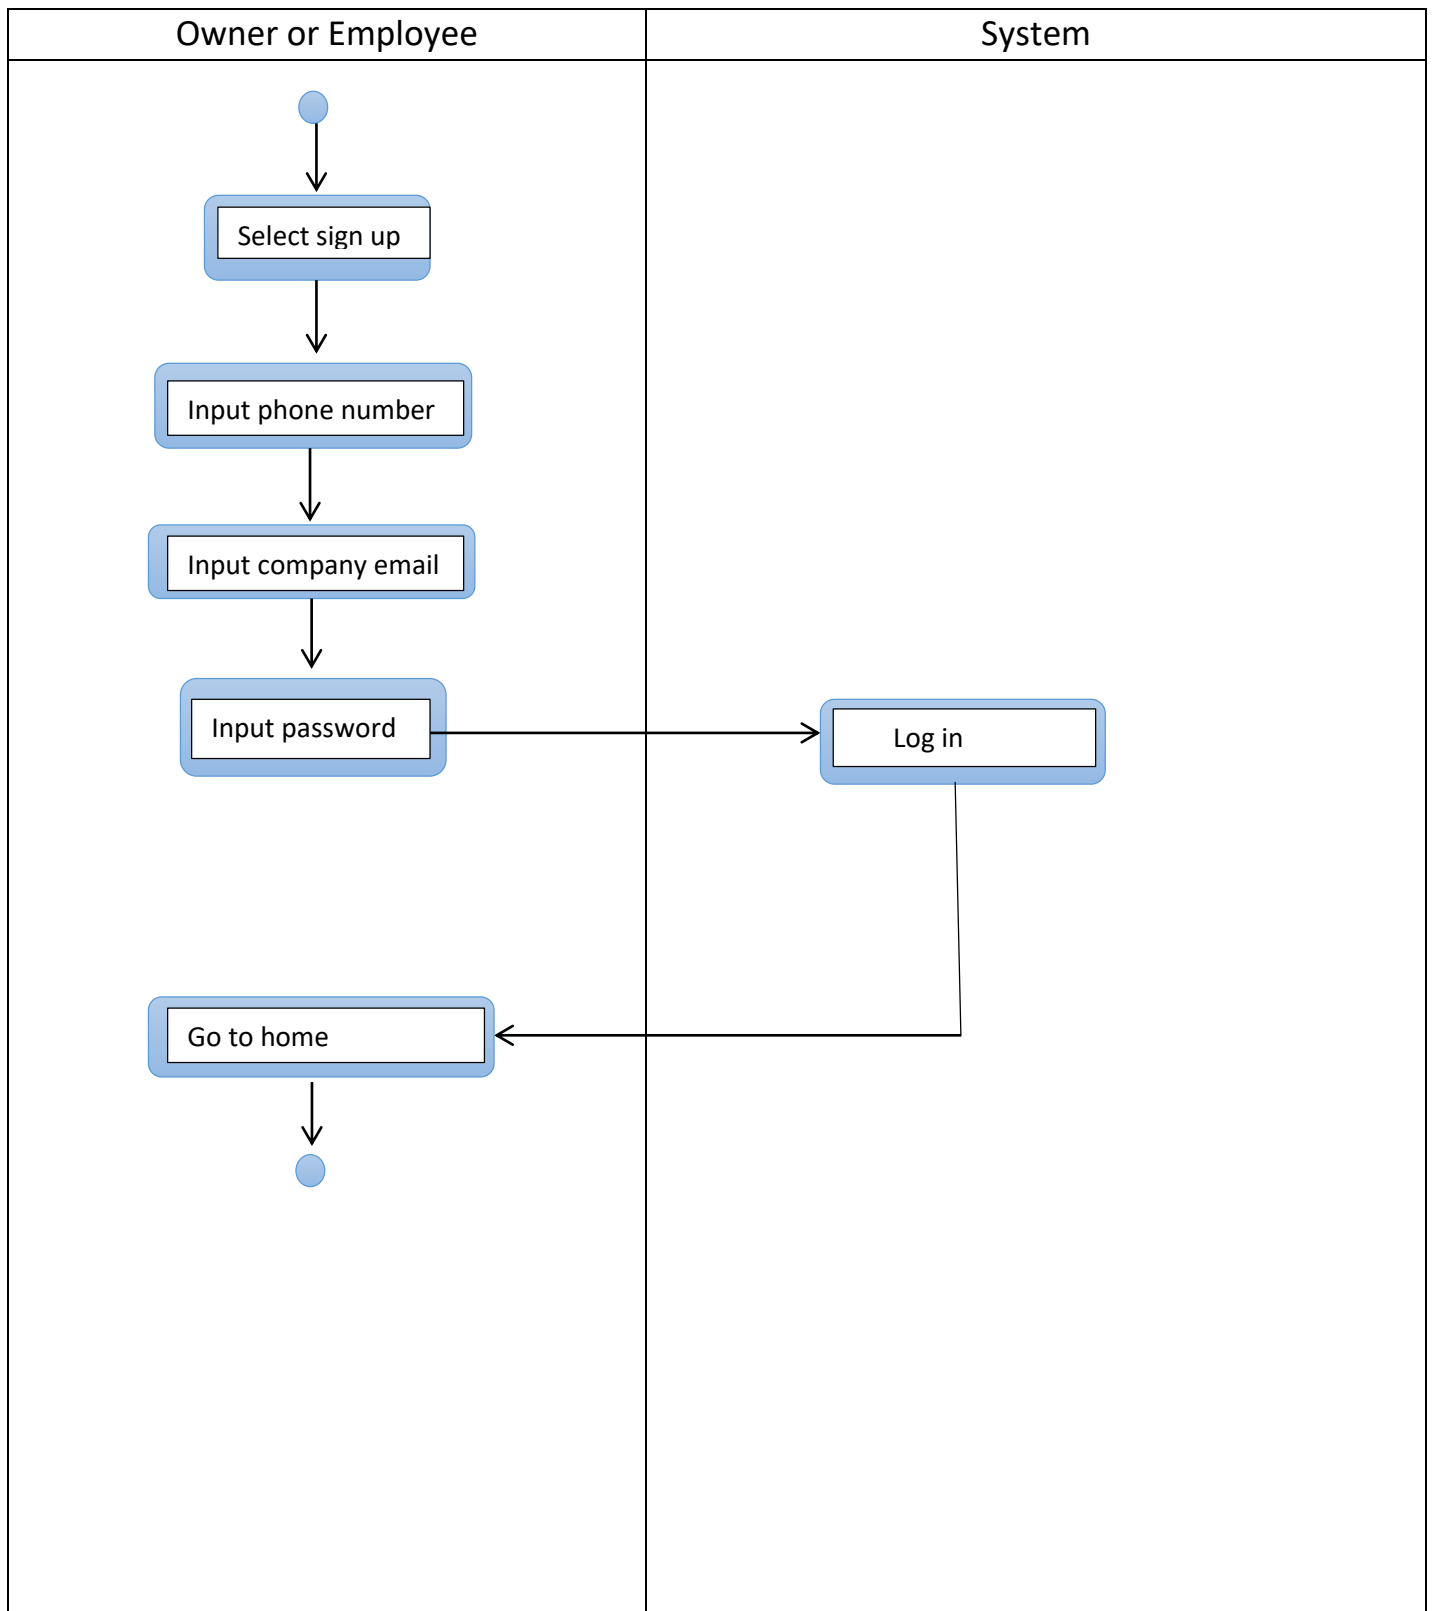 Owner or Employee
System
Select sign up
Input phone number
Input company email
Input password
Log in
Go to home